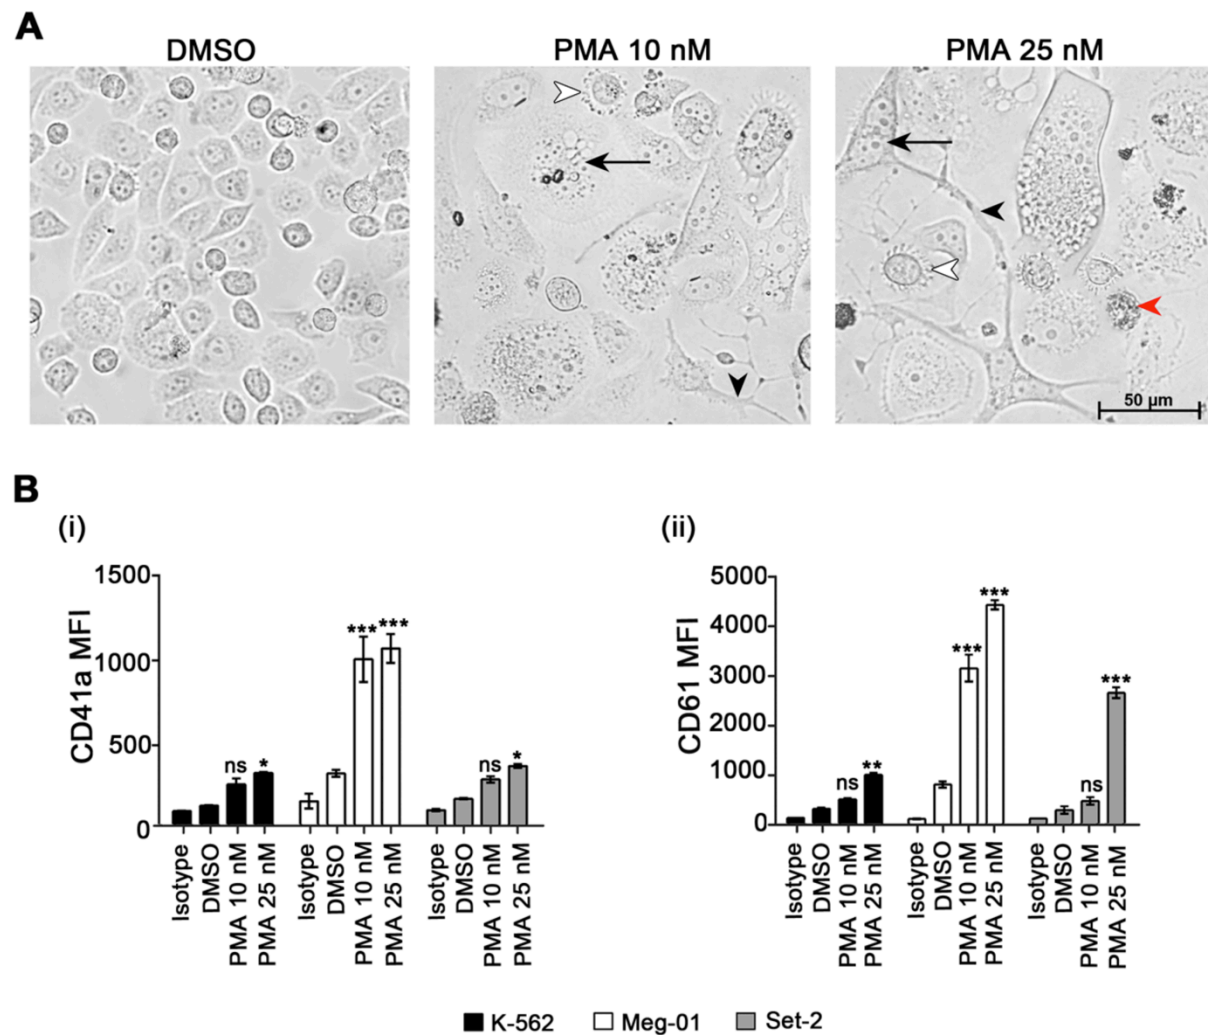 A
DMSO
PMA 10 nM
PMA 25 nM
50 µm
B
(i)
(ii)
CD41a MFI
1500
1000
500
0
ns
*
***
***
ns
*
Isotype
DMSO
PMA 10 nM
PMA 25 nM
Isotype
DMSO
PMA 10 nM
PMA 25 nM
Isotype
DMSO
PMA 10 nM
PMA 25 nM
CD61 MFI
5000
4000
3000
2000
1000
0
ns
**
***
***
ns
***
Isotype
DMSO
PMA 10 nM
PMA 25 nM
Isotype
DMSO
PMA 10 nM
PMA 25 nM
Isotype
DMSO
PMA 10 nM
PMA 25 nM
K-562
Meg-01
Set-2